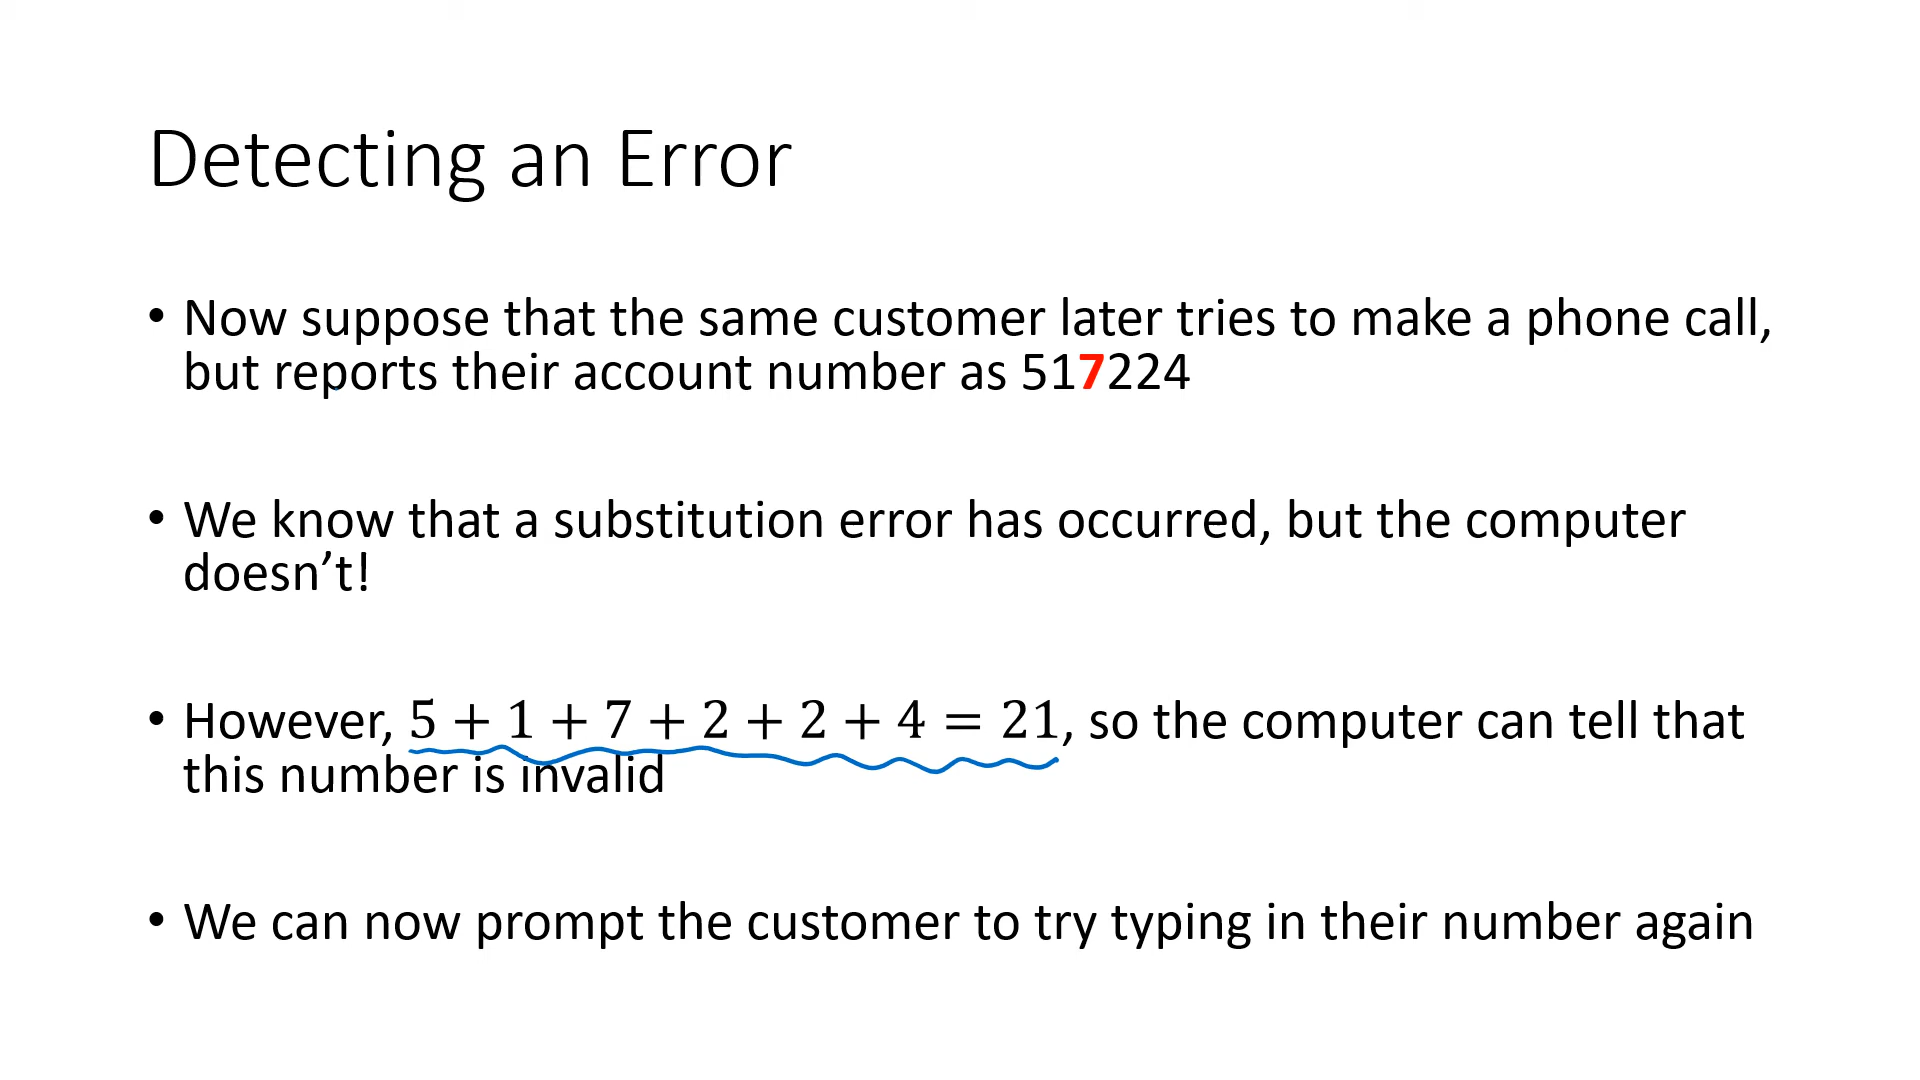 Detecting an Error
• Now suppose that the same customer later tries to make a phone call,
but reports their account number as 517224
• We know that a substitution error has occurred, but the computer
doesn’t!
• However, 5 + 1 + 7 + 2 + 2 + 4 = 21, so the computer can tell that
this number is invalid
• We can now prompt the customer to try typing in their number again